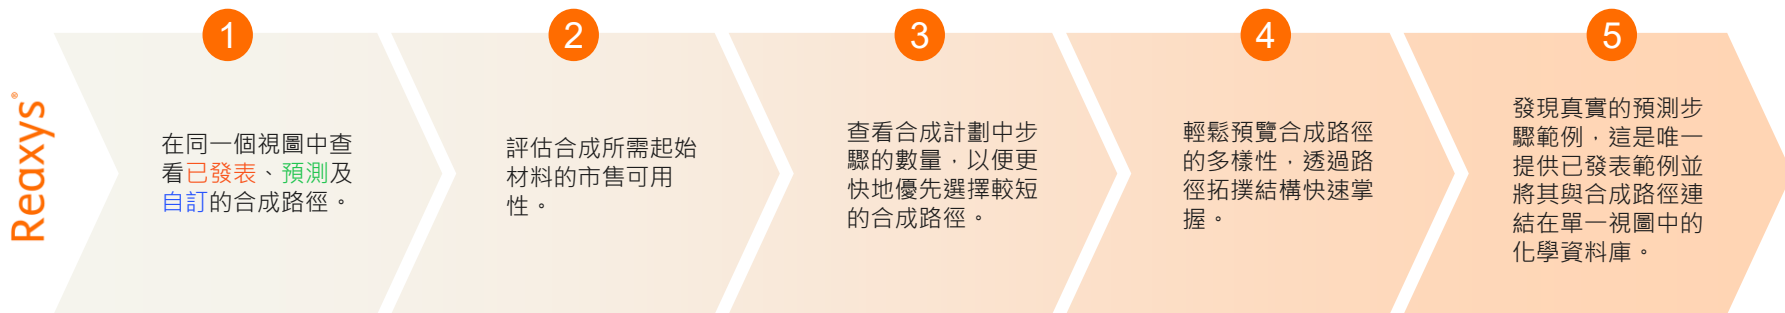 Reaxys®
1
在同一個視圖中查
看已發表、預測及
自訂的合成路徑。
2
評估合成所需起始
材料的市售可用
性。
3
查看合成計劃中步
驟的數量，以便更
快地優先選擇較短
的合成路徑。
4
輕鬆預覽合成路徑
的多樣性，透過路
徑拓撲結構快速掌
握。
5
發現真實的預測步
驟範例，這是唯一
提供已發表範例並
將其與合成路徑連
結在單一視圖中的
化學資料庫。